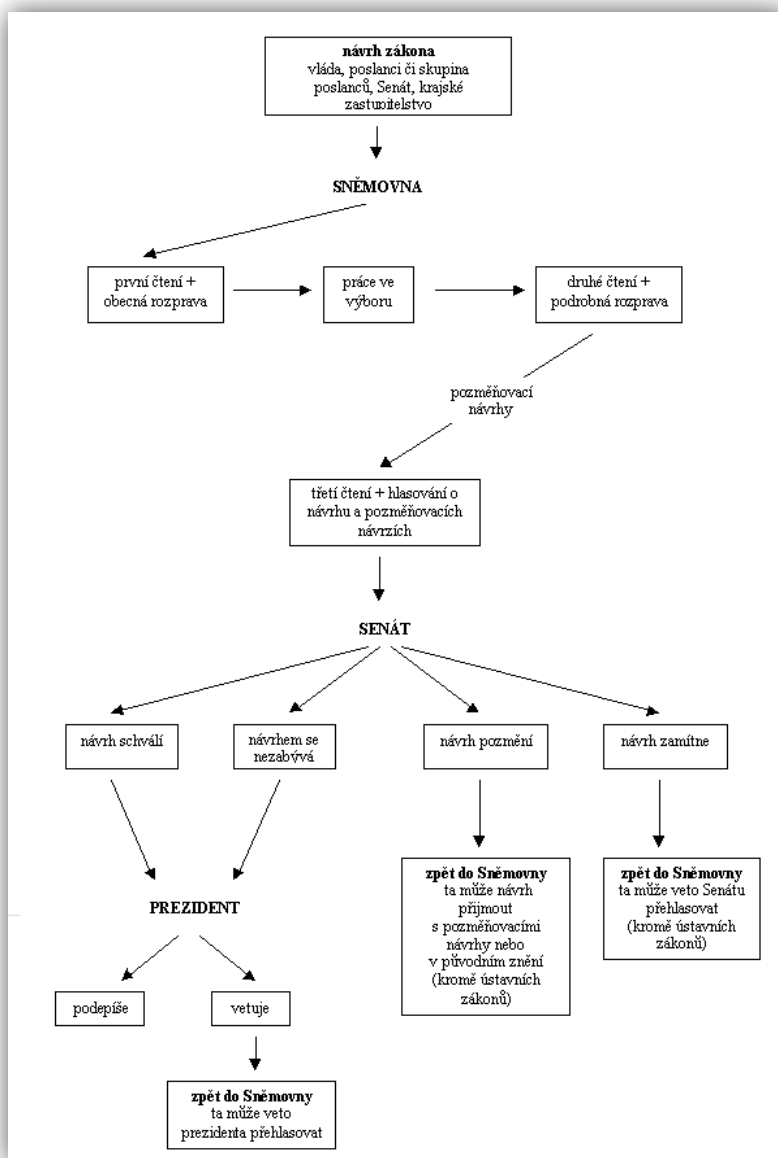 návrh zákona
vláda, poslanci či skupina
poslanců, Senát, krajské
zastupitelstvo
SNĚMOVNA
první čtení +
obecná rozprava
práce ve
výboru
druhé čtení +
podrobná rozprava
pozměňovací
návrhy
třetí čtení + hlasování o
návrhu a pozměňovacích
návrzích
SENÁT
návrh schválí
návrhem se
nezabývá
návrh pozmění
návrh zamítne
PREZIDENT
zpět do Sněmovny
ta může návrh
přijmout
s pozměňovacími
návrhy nebo
v původním znění
(kromě ústavních
zákonů)
zpět do Sněmovny
ta může veto Senátu
přehlasovat
(kromě ústavních
zákonů)
podepíše
vetuje
zpět do Sněmovny
ta může veto
prezidenta přehlasovat